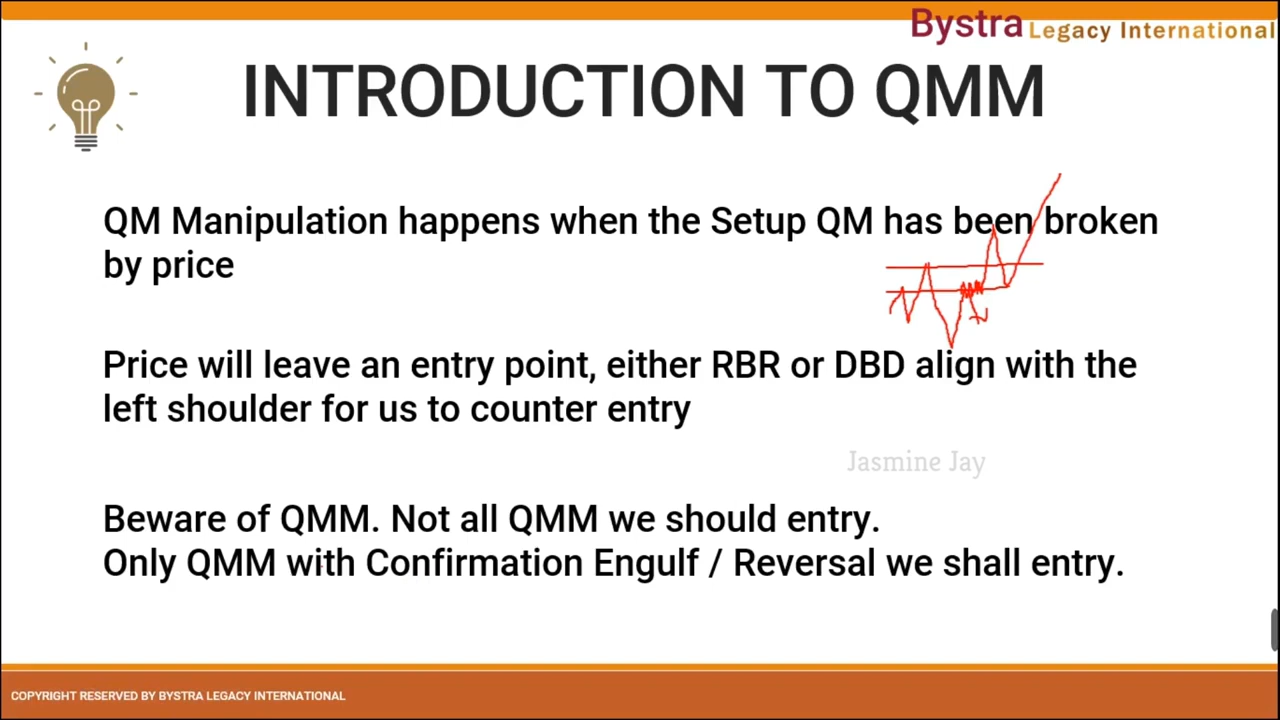 Bystra Legacy International
INTRODUCTION TO QMM
QM Manipulation happens when the Setup QM has been broken
by price
Price will leave an entry point, either RBR or DBD align with the
left shoulder for us to counter entry
Jasmine Jay
Beware of QMM. Not all QMM we should entry.
Only QMM with Confirmation Engulf / Reversal we shall entry.
COPYRIGHT RESERVED BY BYSTRA LEGACY INTERNATIONAL